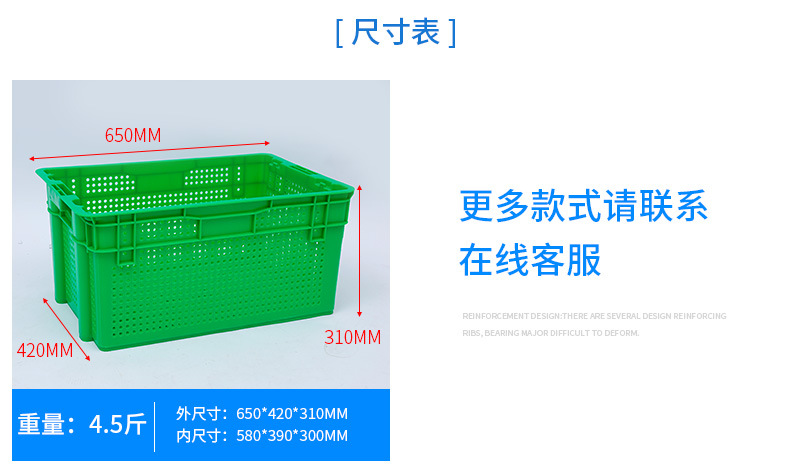 [ 尺寸表 ]
650MM
420MM
310MM
重量：4.5斤
外尺寸：650*420*310MM
内尺寸：580*390*300MM
更多款式请联系
在线客服
REINFORCEMENT DESIGN:THERE ARE SEVERAL DESIGN REINFORCING
RIBS, BEARING MAJOR DIFFICULT TO DEFORM.